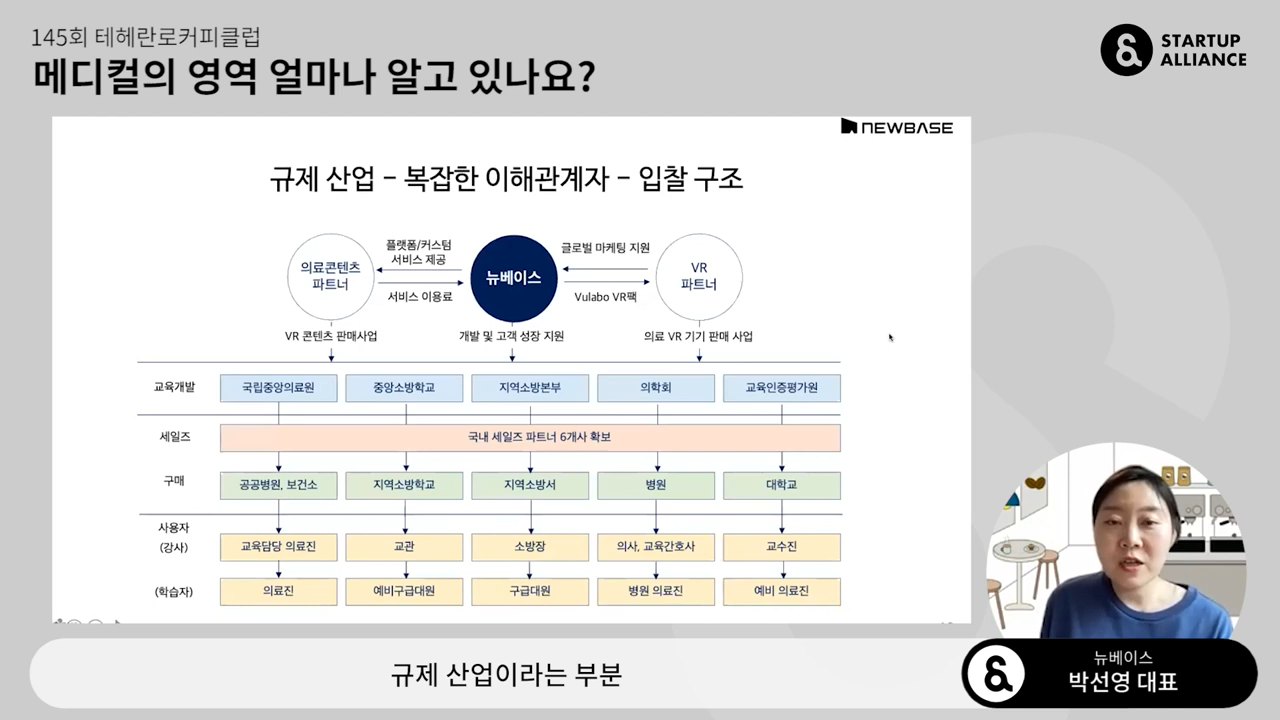 145회 테헤란로커피클럽
메디컬의 영역 얼마나 알고 있나요?
STARTUP
ALLIANCE
NEWBASE
규제 산업 – 복잡한 이해관계자 – 입찰 구조
의료콘텐츠
파트너
플랫폼/커스텀
서비스 제공
서비스 이용료
뉴베이스
글로벌 마케팅 지원
Vulabo VR팩
VR
파트너
VR 콘텐츠 판매사업
개발 및 고객 성장 지원
의료 VR 기기 판매 사업
교육개발
국립중앙의료원
중앙소방학교
지역소방본부
의학회
교육인증평가원
세일즈
국내 세일즈 파트너 6개사 확보
구매
공공병원, 보건소
지역소방학교
지역소방서
병원
대학교
사용자
(강사)
교육담당 의료진
교관
소방장
의사, 교육간호사
교수진
(학습자)
의료진
예비구급대원
구급대원
병원 의료진
예비 의료진
규제 산업이라는 부분
뉴베이스
박선영 대표